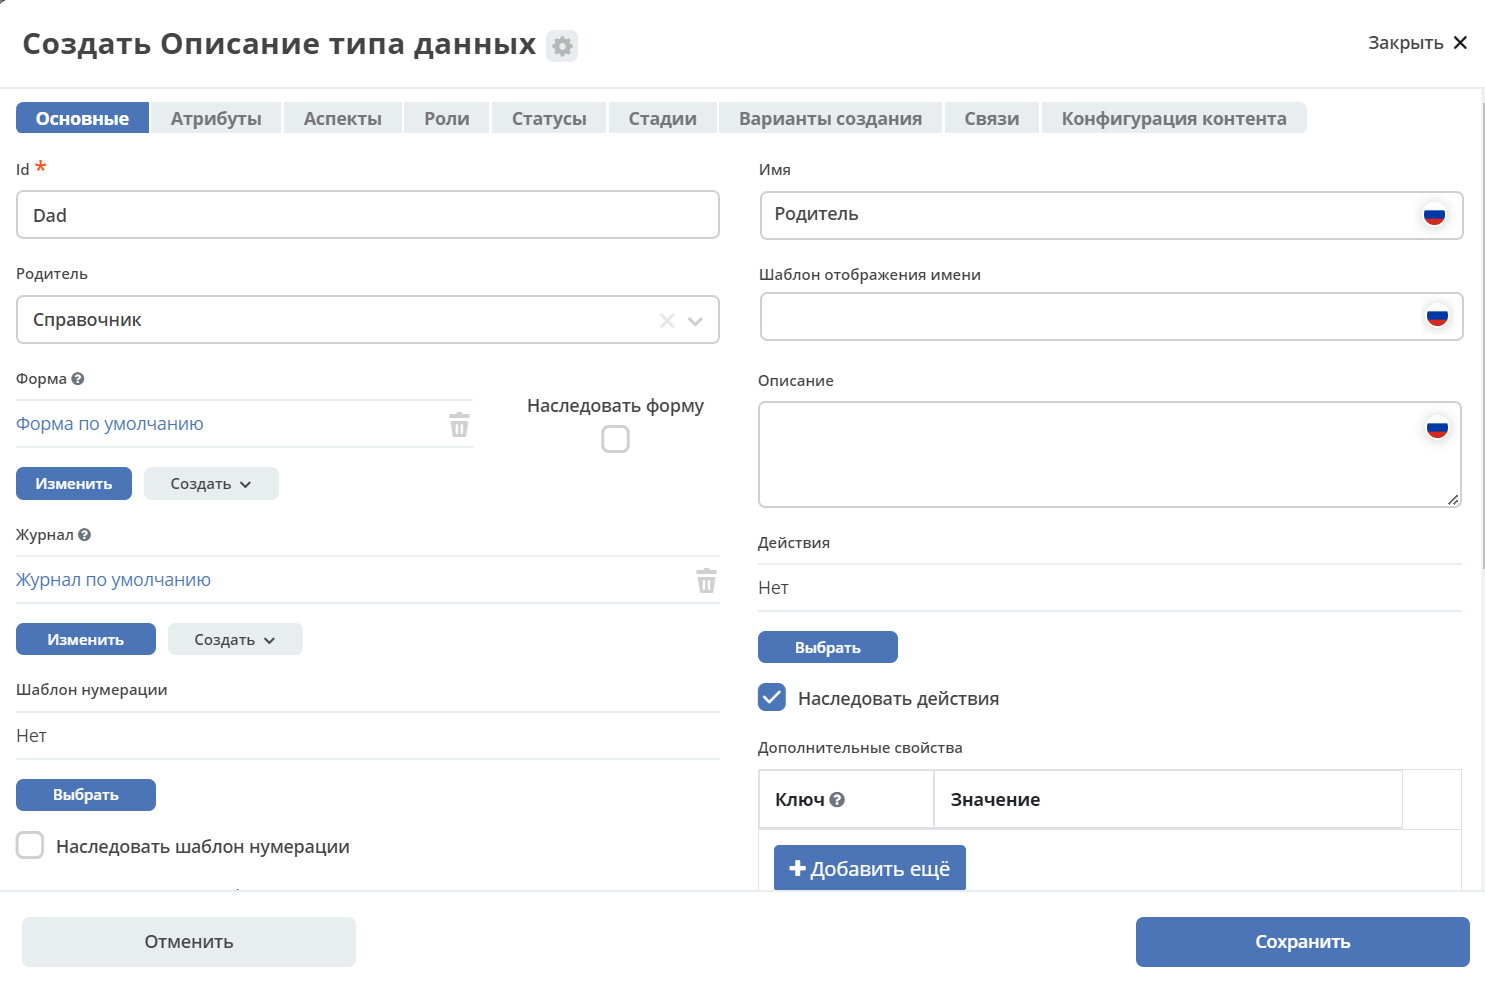 Создать Описание типа данных
Закрыть
Основные Атрибуты Аспекты Роли Статусы Стадии Варианты создания Связи Конфигурация контента
Id *
Dad
Имя
Родитель
Родитель
Справочник
Шаблон отображения имени
Форма
Форма по умолчанию
Наследовать форму
Изменить Создать
Описание
Журнал
Журнал по умолчанию
Изменить Создать
Действия
Нет
Выбрать
Наследовать действия
Шаблон нумерации
Нет
Выбрать
Наследовать шаблон нумерации
Дополнительные свойства
Ключ Значение
Добавить ещё
Отменить Сохранить